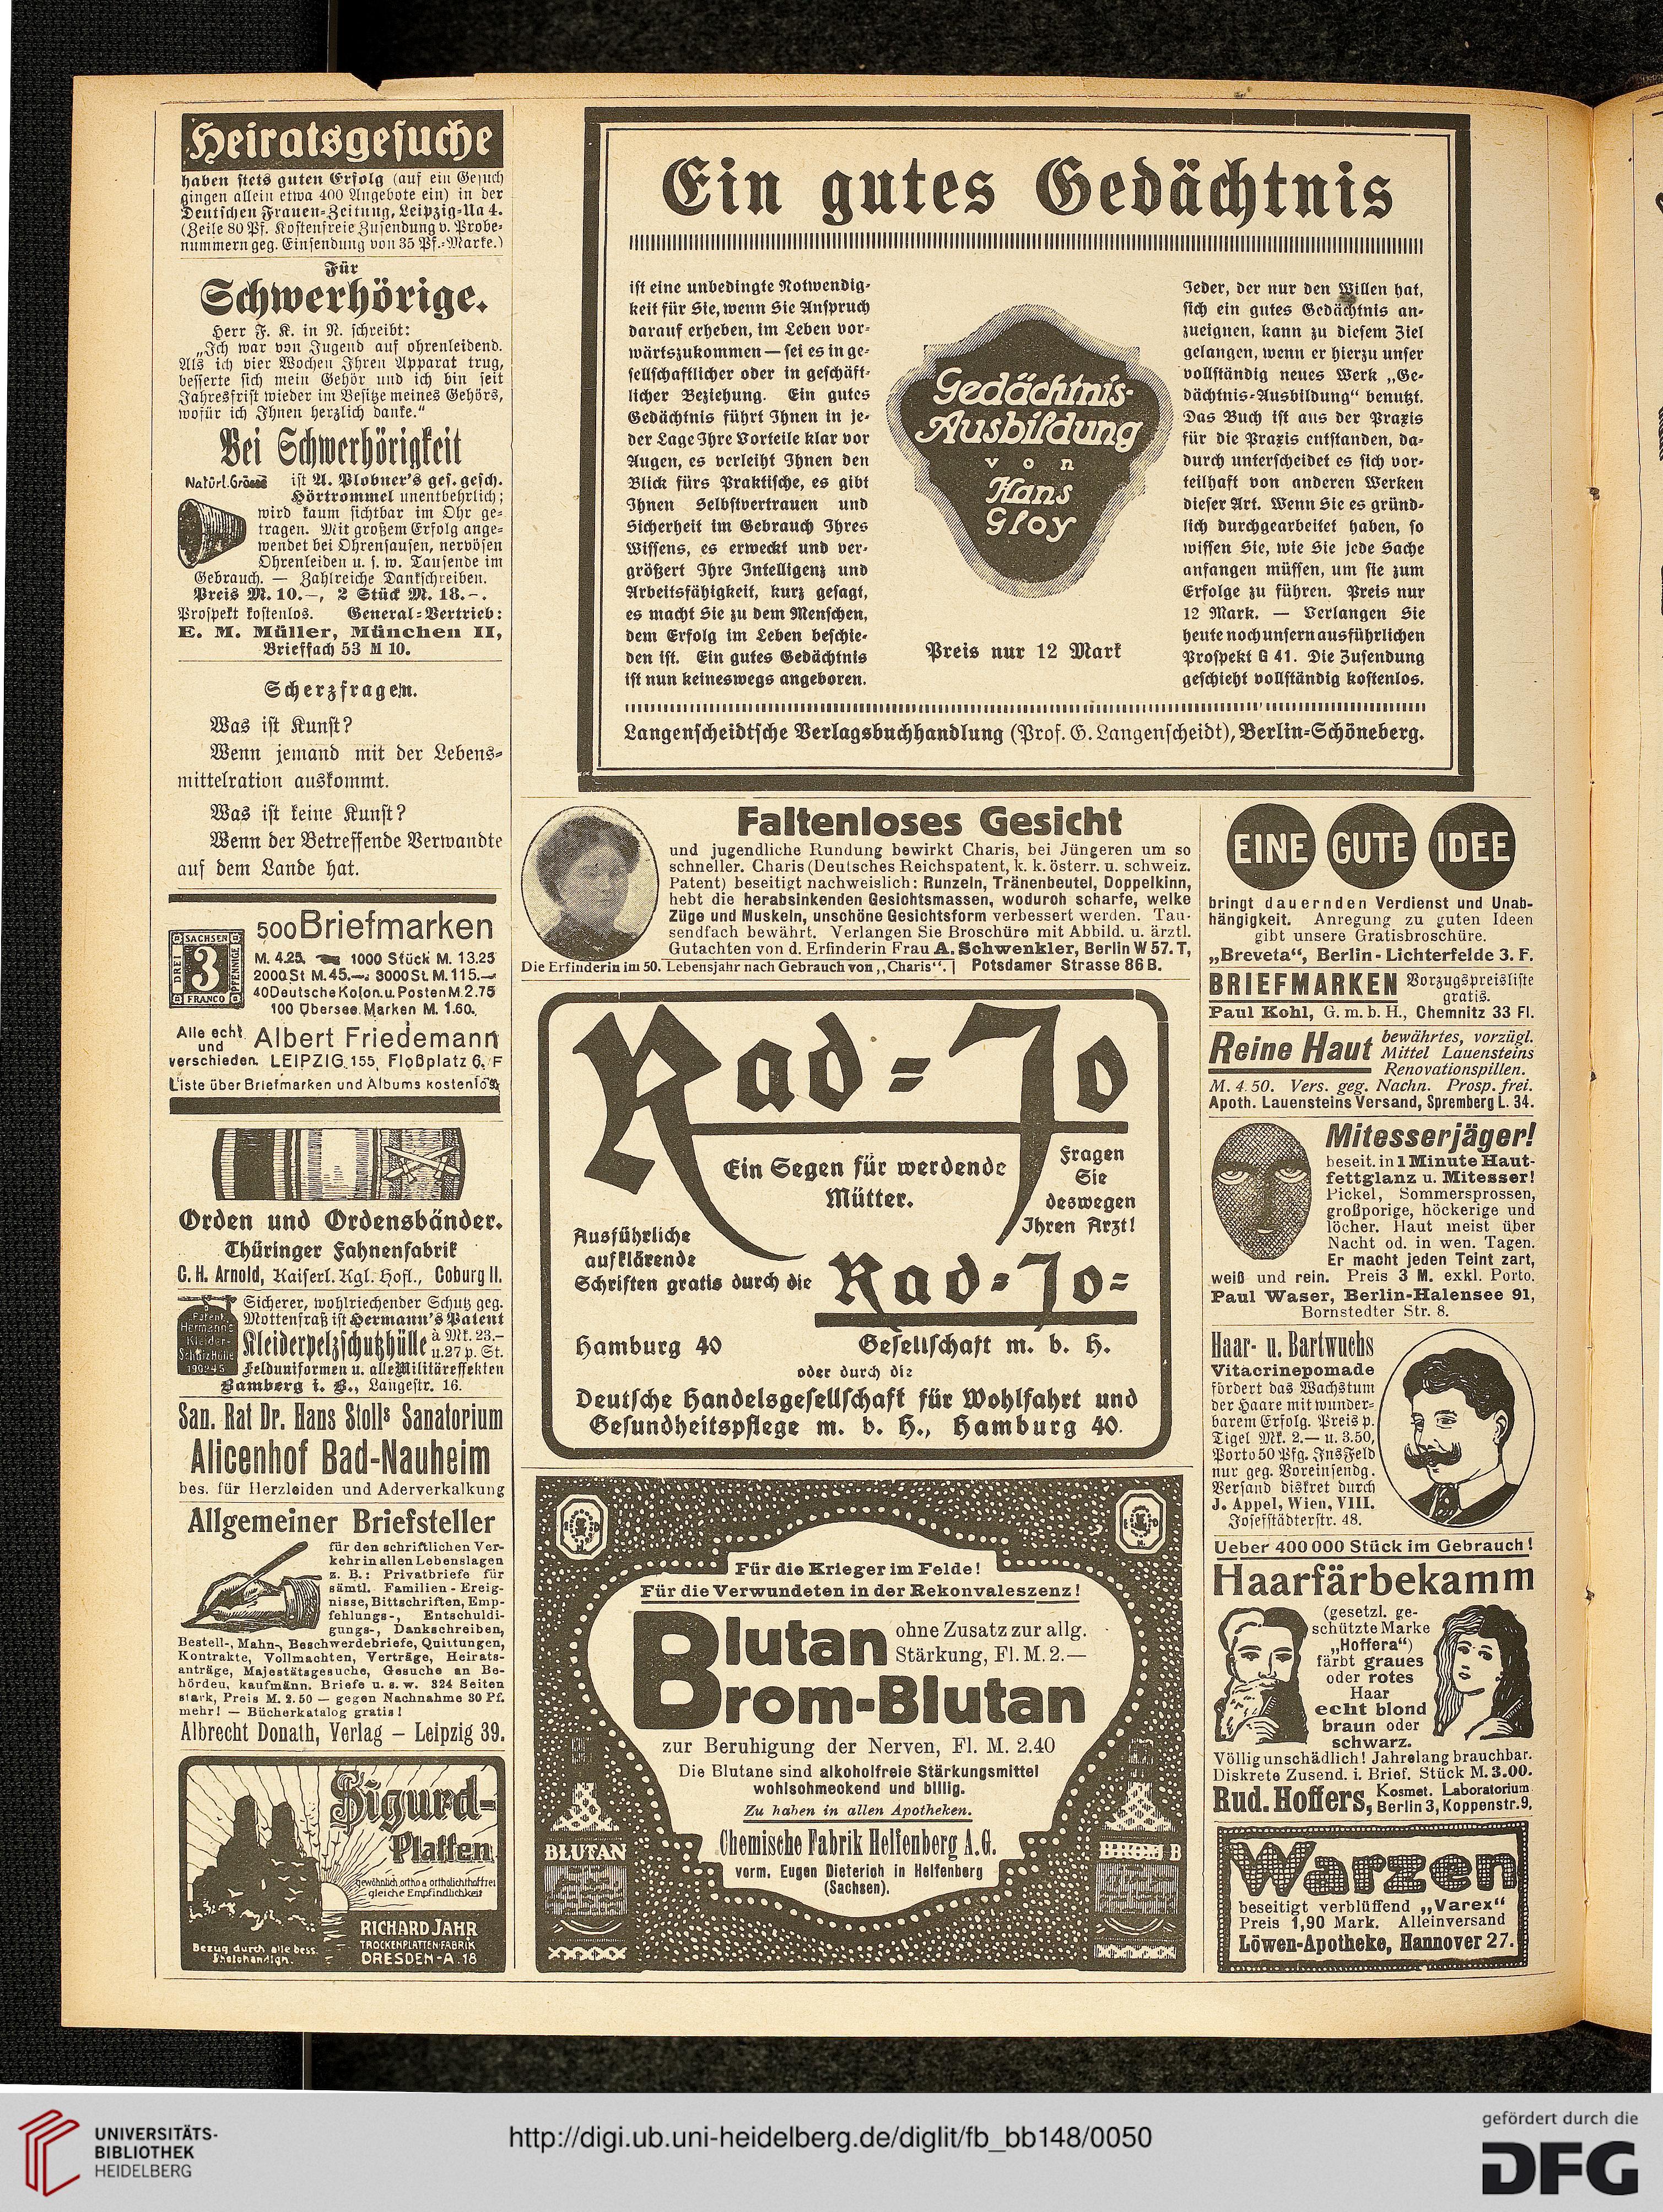 Heiratsgesuche
haben stets guten Erfolg (auf ein Gesuch
gingen allein etwa 400 Angebote ein) in der
Deutschen Frauen-Zeitung, Leipzig-Ua 4.
(Zeile 80 Pf. Kostenfreie Zusendung v. Probe-
nummern geg. Einsendung von 35 Pf.-Marke.)
Für
Schwerhörige.
Herr F. K. in N. schreibt:
„Ich war von Jugend auf ohrenleidend.
Als ich vier Wochen Ihren Apparat trug,
besserte sich mein Gehör und ich bin seit
Jahresfrist wieder im Besitze meines Gehörs,
wofür ich Ihnen herzlich danke."
Bei Schwerhörigkeit
Natürl. Grösse
ist A. Plobner's ges. gesch.
Hörtrommel unentbehrlich;
wird kaum sichtbar im Ohr ge-
tragen. Mit großem Erfolg ange-
wendet bei Ohrensausen, nervösen
Ohrenleiden u. s. w. Tausende im
Gebrauch. — Zahlreiche Dankschreiben.
Preis M. 10.—, 2 Stück M. 18.—.
Prospekt kostenlos. General-Vertrieb:
E. M. Müller, München II,
Brieffach 53 M 10.
Scherzfragen.
Was ist Kunst?
Wenn jemand mit der Lebens-
mittelration auskommt.
Was ist keine Kunst?
Wenn der Betreffende Verwandte
auf dem Lande hat.
SACHSEN
DREI
3
PFENNIGE
FRANCO
500 Briefmarken
M. 4.25, 1000 Stück M. 13.25
2000 St M. 45.—, 3000 St. M. 115.—
40 Deutsche Kolon. u. Posten M. 2.75
100 Übersee. Marken M. 1.60.
Alle echt
und
verschieden.
Albert Friedemann
LEIPZIG. 155, Floßplatz 6. F
Liste über Briefmarken und Albums kostenlos
Orden und Ordensbänder.
Thüringer Fahnenfabrik
C. H. Arnold, Kaiserl. Kgl. Hofl., Coburg II.
Patent
Hermanns
Kleider-
Schutzhülle
190245
Sicherer, wohlriechender Schutz geg.
Mottenfraß ist Hermann's Patent
Kleiderpelzschutzhülle à Mk. 23.—
u. 27 p. St.
Felduniformen u. alle Militäreffekten
Bamberg i. B., Langestr. 16.
San. Rat Dr. Hans Stolls Sanatorium
Alicenhof Bad-Nauheim
bes. für Herzleiden und Aderverkalkung
Allgemeiner Briefsteller
für den schriftlichen Ver-
kehr in allen Lebenslagen
z. B.: Privatbriefe für
sämtl. Familien-Ereig-
nisse, Bittschriften, Emp-
fehlungs-, Entschuldi-
gungs-, Dankschreiben,
Bestell-, Mahn-, Beschwerdebriefe, Quittungen,
Kontrakte, Vollmachten, Verträge, Heirats-
anträge, Majestätsgesuche, Gesuche an Be-
hörden, kaufmänn. Briefe u. s. w. 324 Seiten
stark, Preis M. 2.50 — gegen Nachnahme 30 Pf.
mehr! — Bücherkatalog gratis!
Albrecht Donath, Verlag — Leipzig 39.
Sigurd-
Platten
gewöhnlich, ortho u. ortholichthoffrei
gleiche Empfindlichkeit
RICHARD JAHR
TROCKENPLATTEN-FABRIK
DRESDEN-A. 18
Bezug durch alle bess.
Photohandlgn.
Ein gutes Gedächtnis
ist eine unbedingte Notwendig-
keit für Sie, wenn Sie Anspruch
darauf erheben, im Leben vor-
wärtszukommen — sei es in ge-
sellschaftlicher oder in geschäft-
licher Beziehung. Ein gutes
Gedächtnis führt Ihnen in je-
der Lage Ihre Vorteile klar vor
Augen, es verleiht Ihnen den
Blick fürs Praktische, es gibt
Ihnen Selbstvertrauen und
Sicherheit im Gebrauch Ihres
Wissens, es erweckt und ver-
größert Ihre Intelligenz und
Arbeitsfähigkeit, kurz gesagt,
es macht Sie zu dem Menschen,
dem Erfolg im Leben beschie-
den ist. Ein gutes Gedächtnis
ist nun keineswegs angeboren.
Gedächtnis-
Ausbildung
von
Hans
Gloy
Preis nur 12 Mark
Jeder, der nur den Willen hat,
sich ein gutes Gedächtnis an-
zueignen, kann zu diesem Ziel
gelangen, wenn er hierzu unser
vollständig neues Werk „Ge-
dächtnis-Ausbildung" benutzt.
Das Buch ist aus der Praxis
für die Praxis entstanden, da-
durch unterscheidet es sich vor-
teilhaft von anderen Werken
dieser Art. Wenn Sie es gründ-
lich durchgearbeitet haben, so
wissen Sie, wie Sie jede Sache
anfangen müssen, um sie zum
Erfolge zu führen. Preis nur
12 Mark. — Verlangen Sie
heute noch unsern ausführlichen
Prospekt G 41. Die Zusendung
geschieht vollständig kostenlos.
Langenscheidtsche Verlagsbuchhandlung (Prof. G. Langenscheidt), Berlin-Schöneberg.
Faltenloses Gesicht
und jugendliche Rundung bewirkt Charis, bei Jüngeren um so
schneller. Charis (Deutsches Reichspatent, k. k. österr. u. schweiz.
Patent) beseitigt nachweislich: Runzeln, Tränenbeutel, Doppelkinn,
hebt die herabsinkenden Gesichtsmassen, wodurch scharfe, welke
Züge und Muskeln, unschöne Gesichtsform verbessert werden. Tau-
sendfach bewährt. Verlangen Sie Broschüre mit Abbild. u. ärztl.
Gutachten von d. Erfinderin Frau A. Schwenkler, Berlin W 57. T,
Potsdamer Strasse 86 B.
Die Erfinderin im 50. Lebensjahr nach Gebrauch von „Charis".
Rad-Jo
Ein Segen für werdende
Mütter.
Fragen
Sie
deswegen
Ihren Arzt!
Ausführliche
aufklärende
Schriften gratis durch die
Rad-Jo-
Hamburg 40 Gesellschaft m. b. H.
oder durch die
Deutsche Handelsgesellschaft für Wohlfahrt und
Gesundheitspflege m. b. H., Hamburg 40.
Für die Krieger im Felde!
Für die Verwundeten in der Rekonvaleszenz!
Blutan ohne Zusatz zur allg.
Stärkung, Fl. M. 2.—
Brom-Blutan
zur Beruhigung der Nerven, Fl. M. 2.40
Die Blutane sind alkoholfreie Stärkungsmittel
wohlschmeckend und billig.
Zu haben in allen Apotheken.
Chemische Fabrik Helfenberg A.G.
vorm. Eugen Dieterich in Helfenberg
(Sachsen).
BLUTAN
BROM B
EINE GUTE IDEE
bringt dauernden Verdienst und Unab-
hängigkeit. Anregung zu guten Ideen
gibt unsere Gratisbroschüre.
„Breveta“, Berlin-Lichterfelde 3. F.
BRIEFMARKEN Vorzugspreisliste
gratis.
Paul Kohl, G. m. b. H., Chemnitz 33 Fl.
Reine Haut bewährtes, vorzügl.
Mittel Lauensteins
Renovationspillen.
M. 4.50. Vers. geg. Nachn. Prosp. frei.
Apoth. Lauensteins Versand, Spremberg L. 34.
Mitesserjäger!
beseit. in 1 Minute Haut-
fettglanz u. Mitesser!
Pickel, Sommersprossen,
großporige, höckerige und
löcher. Haut meist über
Nacht od. in wen. Tagen.
Er macht jeden Teint zart,
weiß und rein. Preis 3 M. exkl. Porto.
Paul Waser, Berlin-Halensee 91,
Bornstedter Str. 8.
Haar- u. Bartwuchs
Vitacrinepomade
fördert das Wachstum
der Haare mit wunder-
barem Erfolg. Preis p.
Tigel Mk. 2.— u. 3.50,
Porto 50 Pfg. Ins Feld
nur geg. Voreinsendg.
Versand diskret durch
J. Appel, Wien, VIII.
Josefstädterstr. 48.
Ueber 400 000 Stück im Gebrauch!
Haarfärbekamm
(gesetzl. ge-
schützte Marke
„Hoffera“)
färbt graues
oder rotes
Haar
echt blond
braun oder
schwarz.
Völlig unschädlich! Jahrelang brauchbar.
Diskrete Zusend. i. Brief. Stück M. 3.00.
Rud. Hoffers, Kosmet. Laboratorium
Berlin 3, Koppenstr. 9.
Warzen
beseitigt verblüffend „Varex“
Preis 1,90 Mark. Alleinversand
Löwen-Apotheke, Hannover 27.
UNIVERSITÄTS-
BIBLIOTHEK
HEIDELBERG
http://digi.ub.uni-heidelberg.de/diglit/fb_bb148/0050
gefördert durch die
DFG